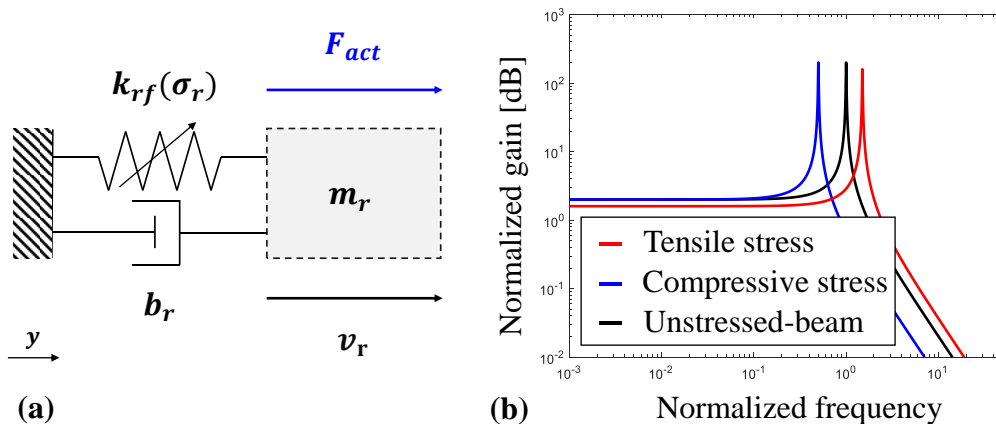 F_act
k_rf(σ_r)
m_r
b_r
v_r
y
(a)
10^3
10^2
10^1
10^0
10^-1
10^-2
Normalized gain [dB]
Tensile stress
Compressive stress
Unstressed-beam
10^-3
10^-2
10^-1
10^0
10^1
Normalized frequency
(b)